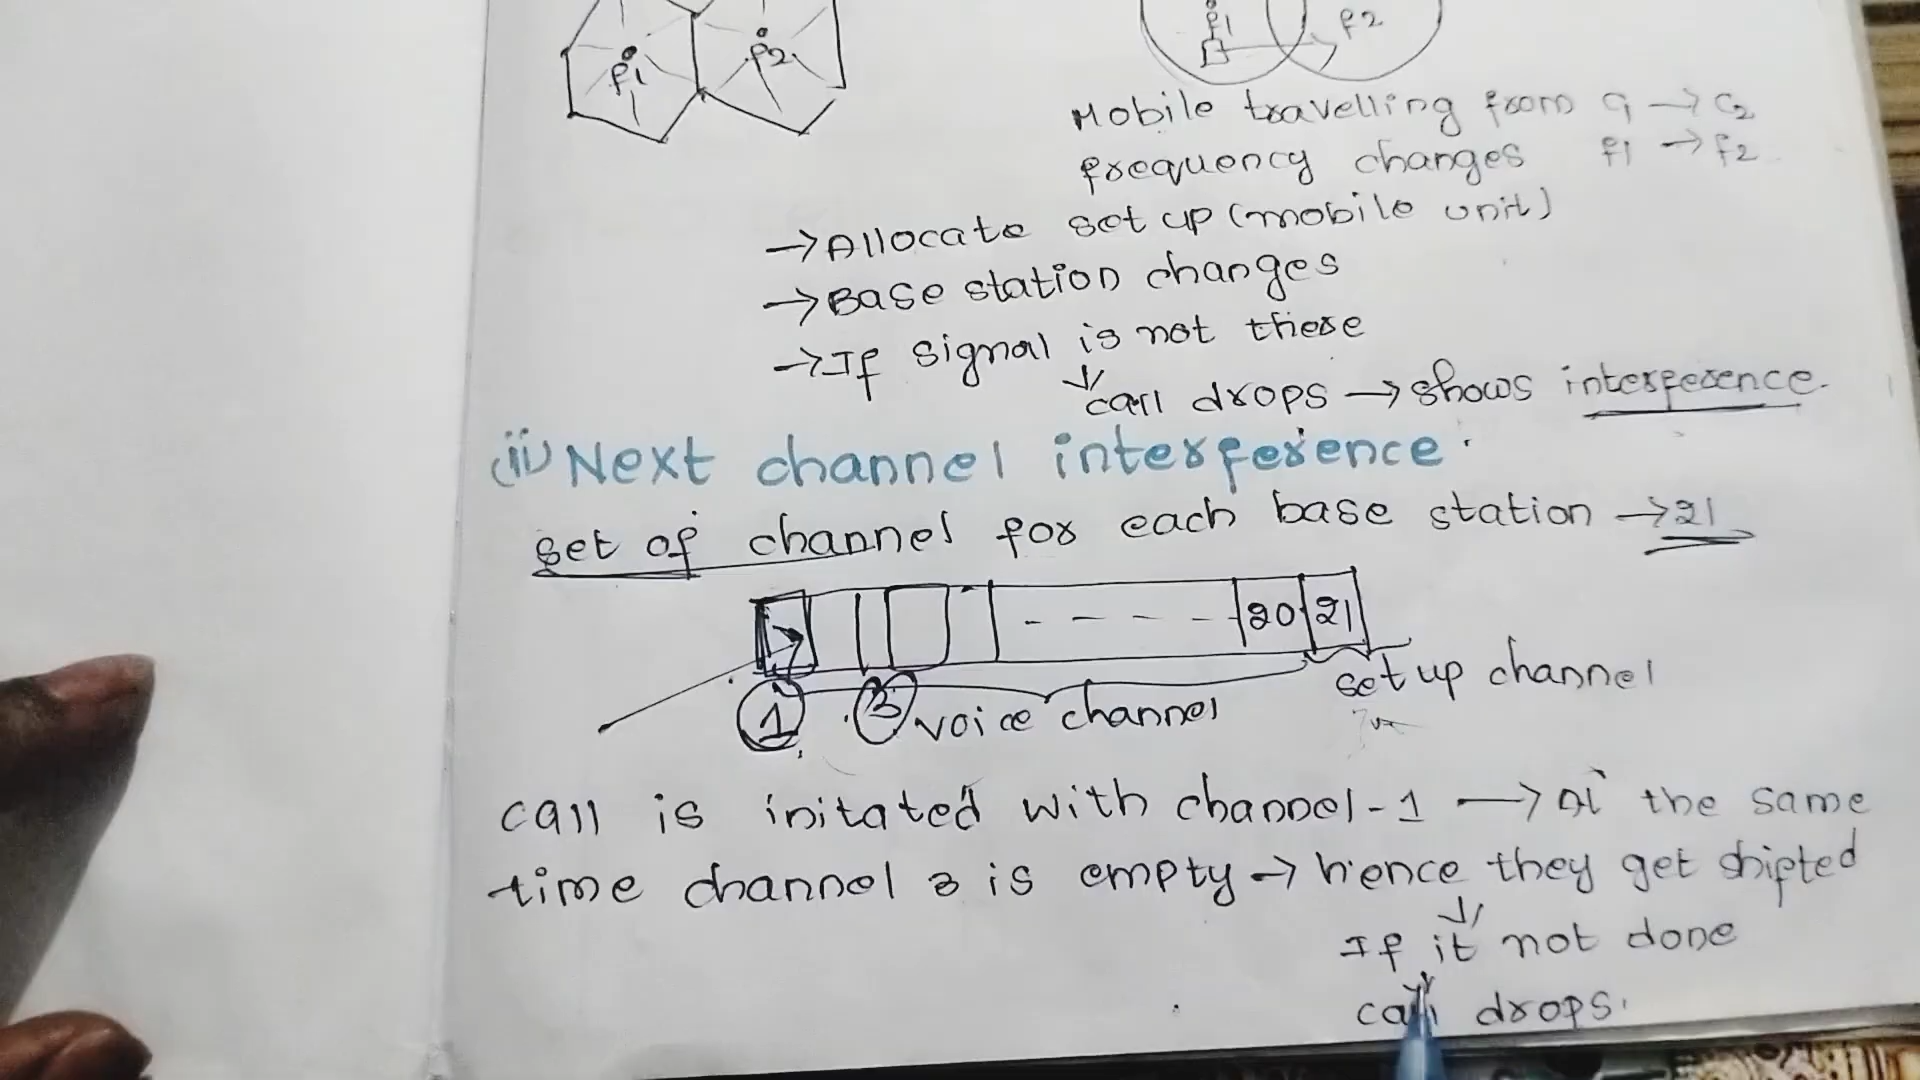 f1 f2 f1 f2
Mobile travelling from C1 → C2
frequency changes f1 → f2
→ Allocate set up (mobile unit)
→ Base station changes
→ If signal is not there
call drops → shows interference.
(ii) Next channel interference.
set of channel for each base station → 21
20 21
1 3 voice channel set up channel
call is initated with channel-1 → At the same
time channel 3 is empty → hence they get shifted
If it not done
call drops.